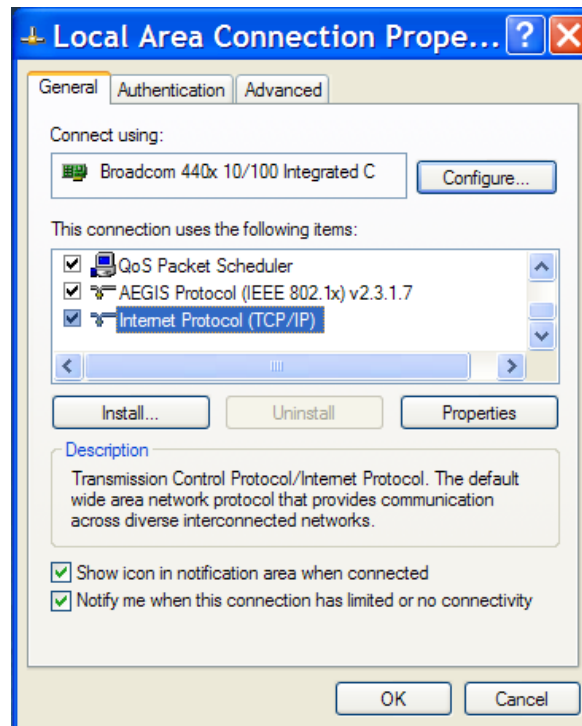 Local Area Connection Prope... ?
General Authentication Advanced
Connect using:
Broadcom 440x 10/100 Integrated C Configure...
This connection uses the following items:
QoS Packet Scheduler
AEGIS Protocol (IEEE 802.1x) v2.3.1.7
Internet Protocol (TCP/IP)
Install... Uninstall Properties
Description
Transmission Control Protocol/Internet Protocol. The default
wide area network protocol that provides communication
across diverse interconnected networks.
Show icon in notification area when connected
Notify me when this connection has limited or no connectivity
OK Cancel